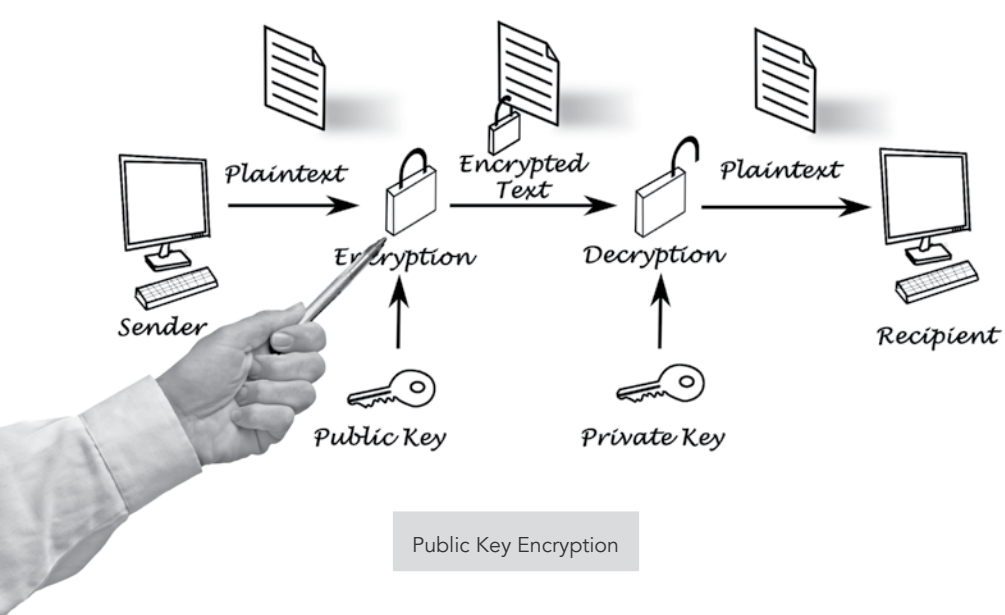 Plaintext
Encrypted
Text
Plaintext
Encryption
Decryption
Sender
Recipient
Public Key
Private Key
Public Key Encryption